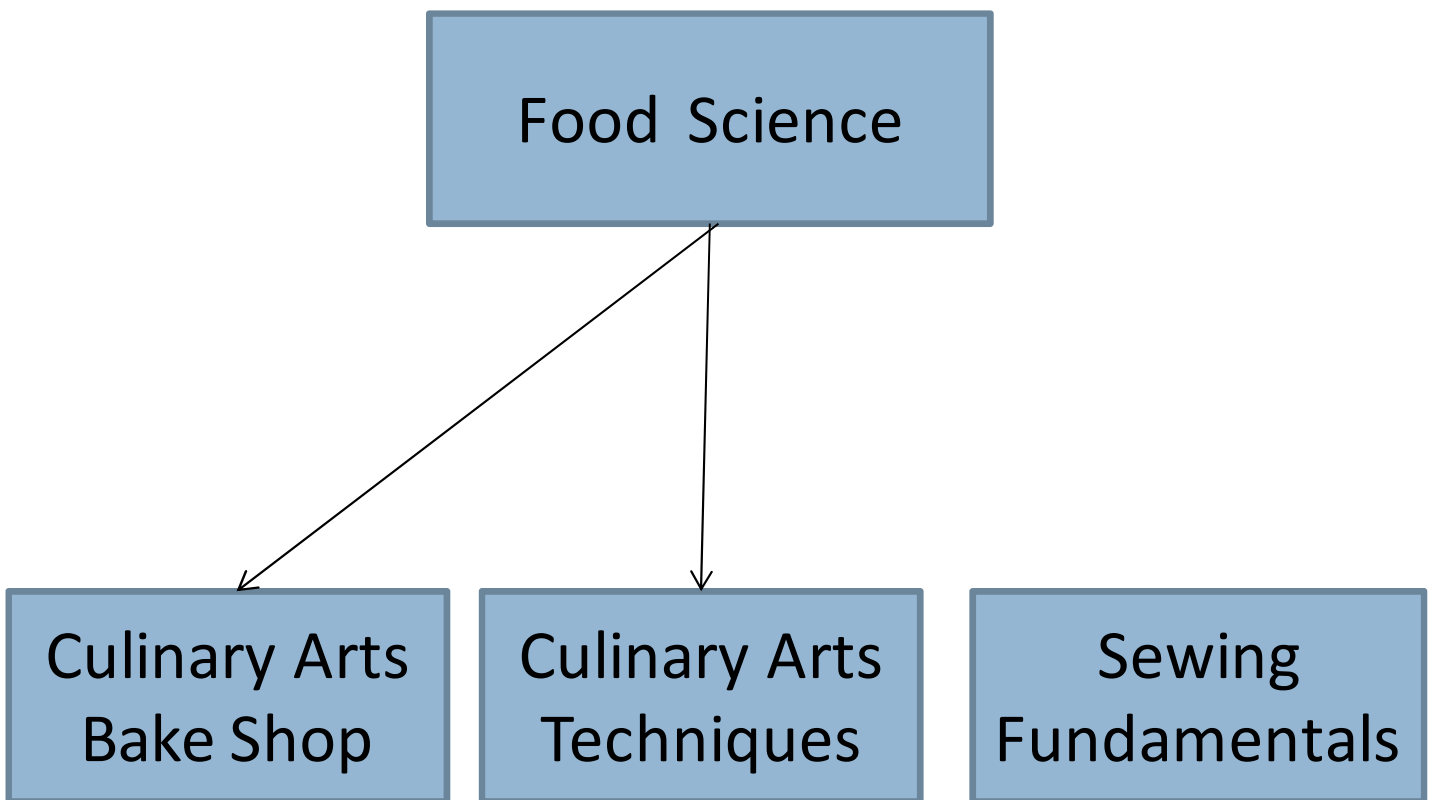 Food Science
Culinary Arts
Bake Shop
Culinary Arts
Techniques
Sewing
Fundamentals